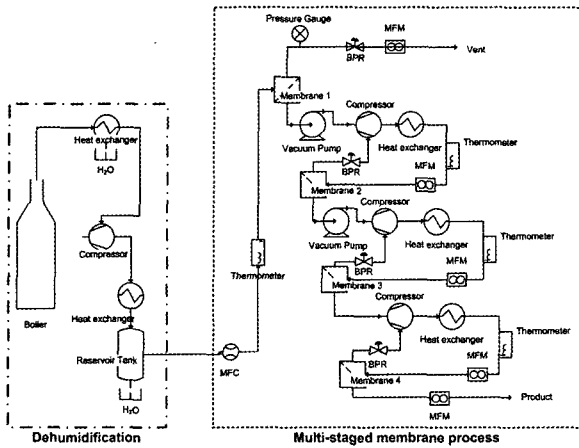 Pressure Gauge
MFM
BPR
Vent
Membrane 1
Compressor
Vacuum Pump
Heat exchanger
Thermometer
BPR
MFM
Membrane 2
Compressor
Vacuum Pump
Heat exchanger
Thermometer
BPR
MFM
Membrane 3
Compressor
Heat exchanger
Thermometer
BPR
MFM
Membrane 4
Product
MFM
Heat exchanger
H₂O
Compressor
Boiler
Heat exchanger
Reservoir Tank
H₂O
Thermometer
MFC
Dehumidification
Multi-staged membrane process